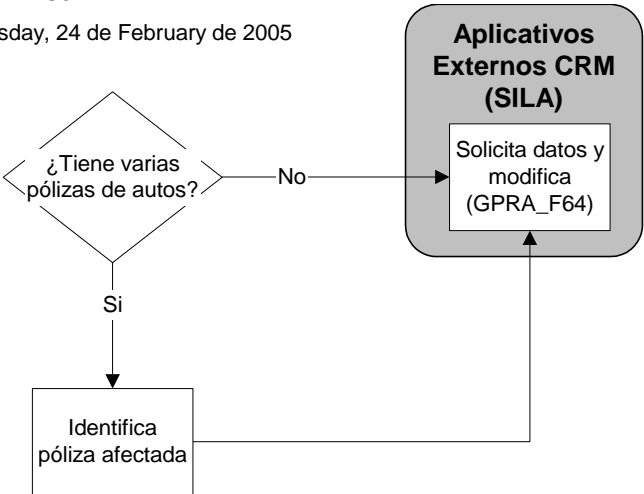 24 de February de 2005
Aplicativos
Externos CRM
(SILA)
¿Tiene varias
pólizas de autos?
No
Solicita datos y
modifica
(GPRA_F64)
Si
Identifica
póliza afectada